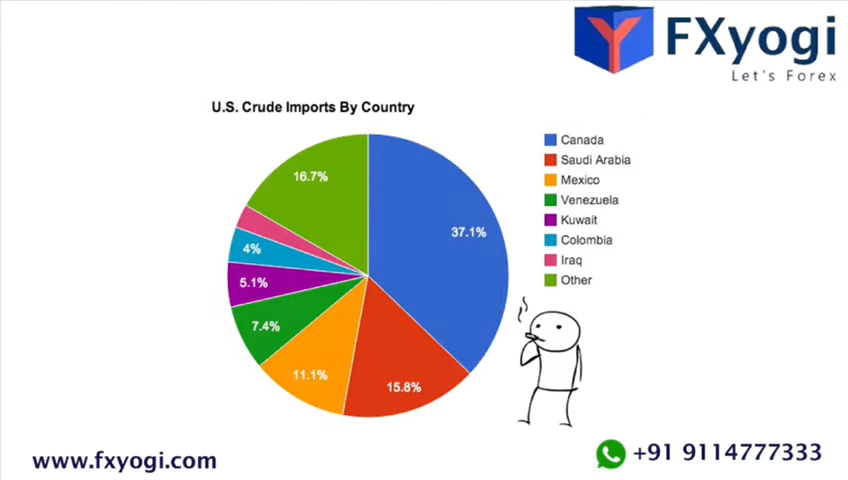 FXyogi
Let's Forex
U.S. Crude Imports By Country
Canada
Saudi Arabia
Mexico
Venezuela
Kuwait
Colombia
Iraq
Other
16.7%
37.1%
4%
5.1%
7.4%
11.1%
15.8%
www.fxyogi.com
+91 9114777333